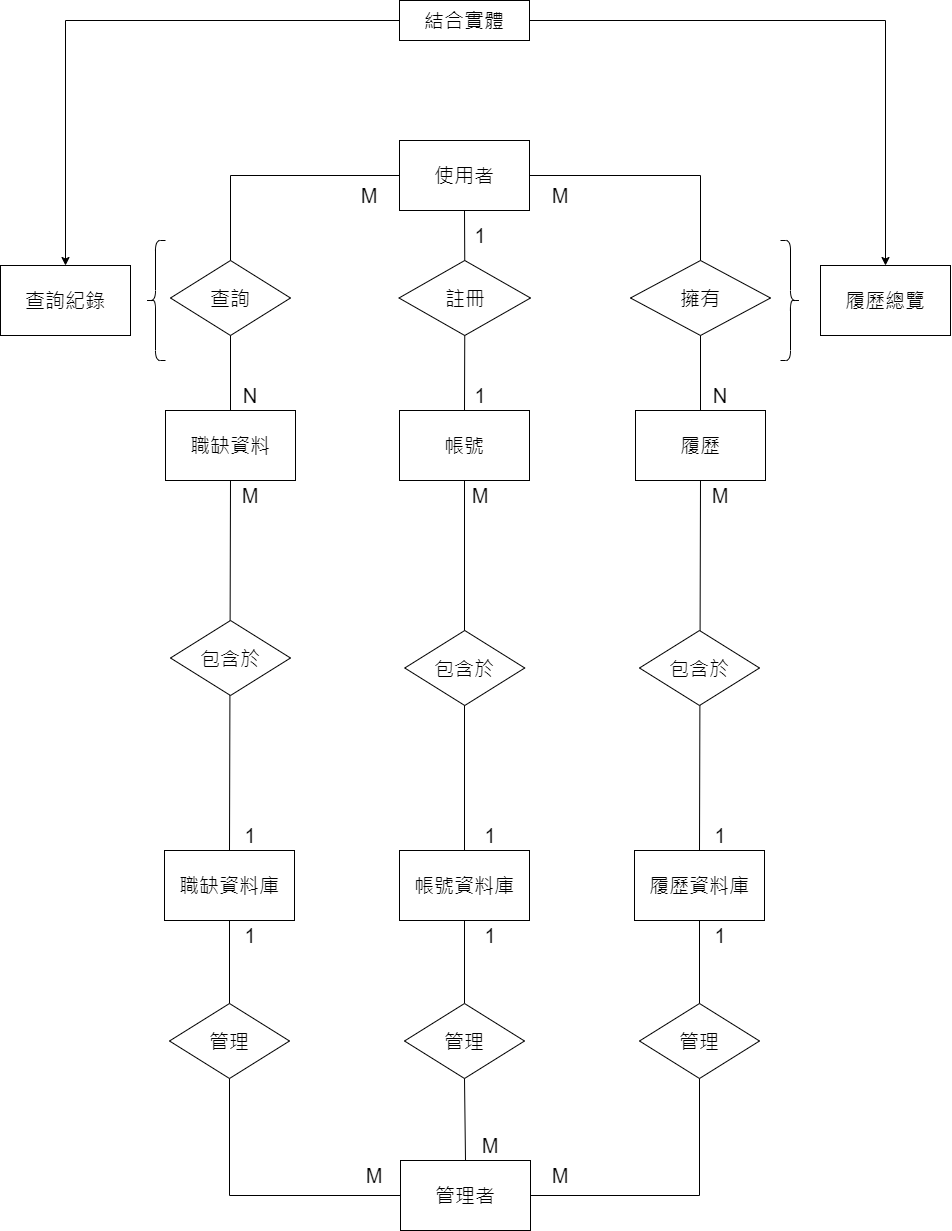 結合實體
使用者
M
M
1
查詢紀錄
查詢
註冊
擁有
履歷總覽
N
1
N
職缺資料
帳號
履歷
M
M
M
包含於
包含於
包含於
1
1
1
職缺資料庫
帳號資料庫
履歷資料庫
1
1
1
管理
管理
管理
M
M
M
管理者